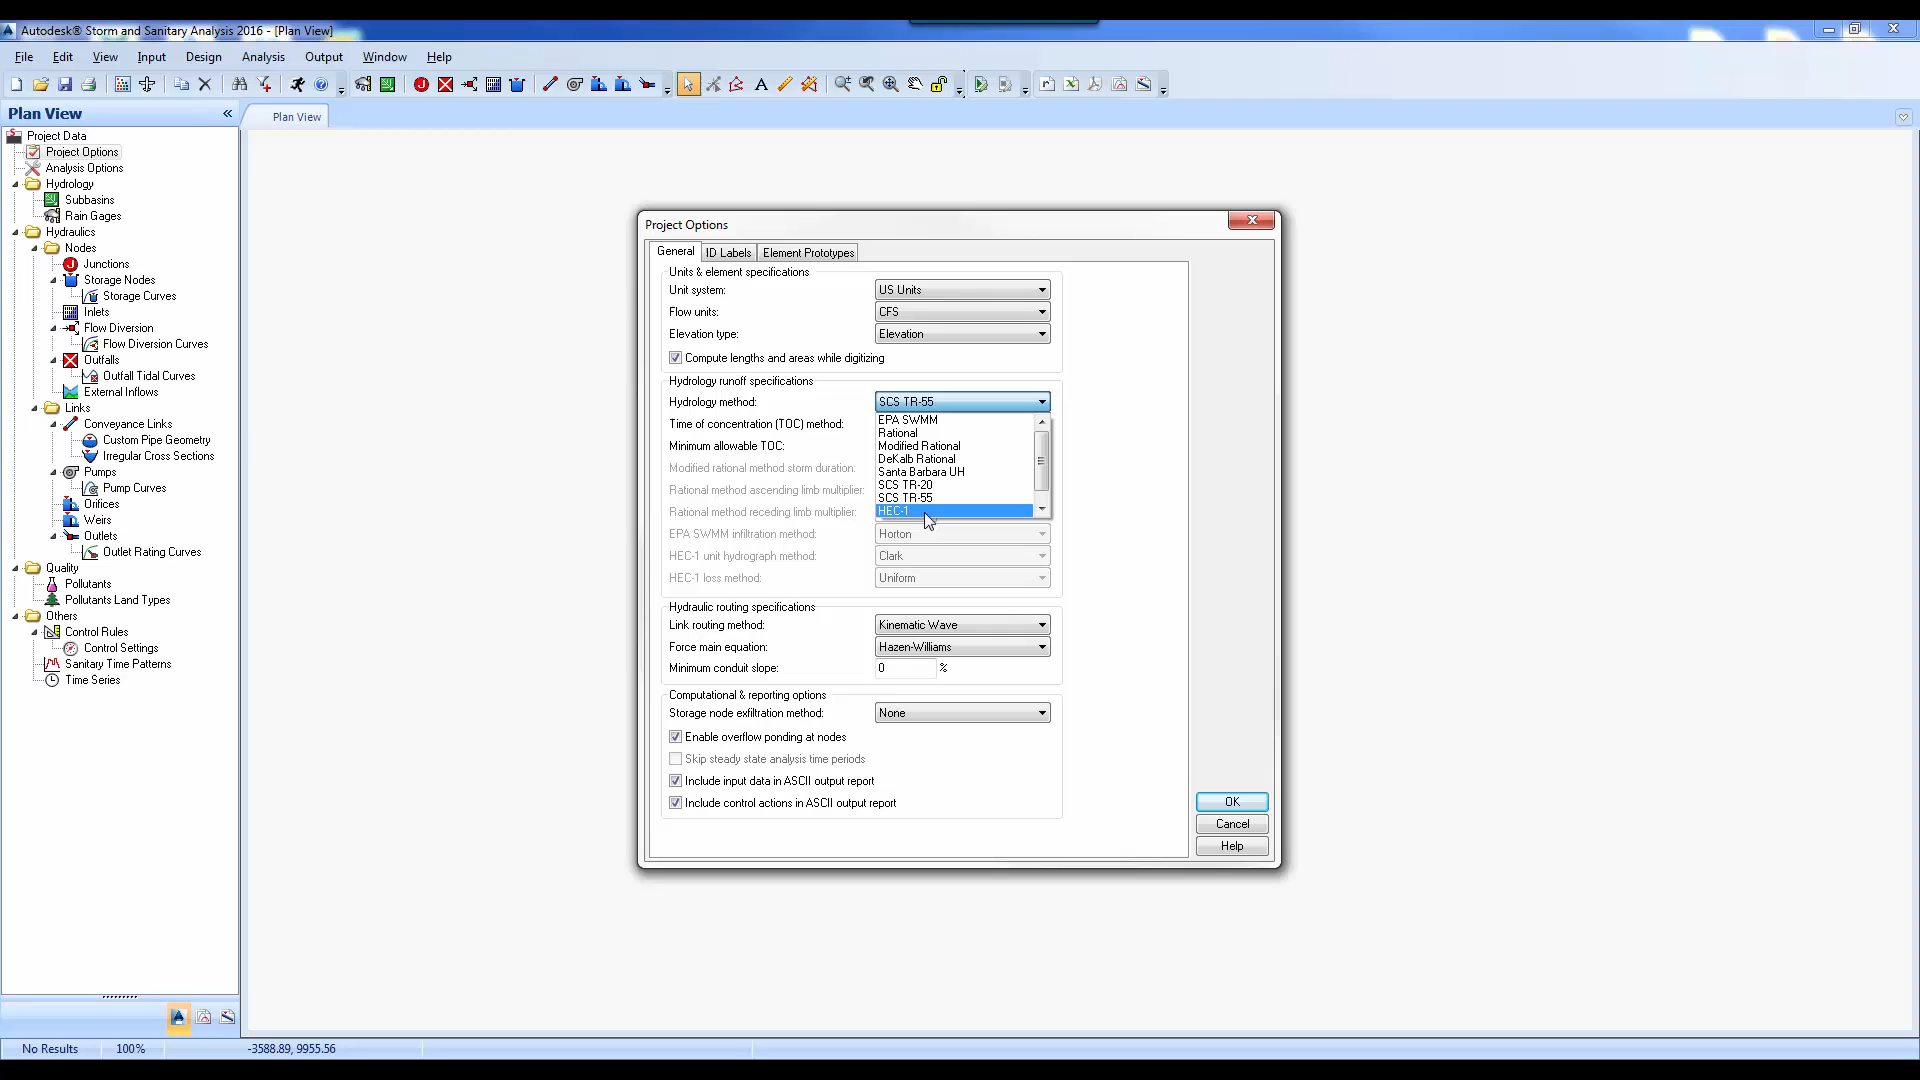 Autodesk® Storm and Sanitary Analysis 2016 - [Plan View]
File Edit View Input Design Analysis Output Window Help
Plan View
Plan View
Project Data
Project Options
Analysis Options
Hydrology
Subbasins
Rain Gages
Hydraulics
Nodes
Junctions
Storage Nodes
Storage Curves
Inlets
Flow Diversion
Flow Diversion Curves
Outfalls
Outfall Tidal Curves
External Inflows
Links
Conveyance Links
Custom Pipe Geometry
Irregular Cross Sections
Pumps
Pump Curves
Orifices
Weirs
Outlets
Outlet Rating Curves
Quality
Pollutants
Pollutants Land Types
Others
Control Rules
Control Settings
Sanitary Time Patterns
Time Series
Project Options
General ID Labels Element Prototypes
Units & element specifications
Unit system: US Units
Flow units: CFS
Elevation type: Elevation
Compute lengths and areas while digitizing
Hydrology runoff specifications
Hydrology method: SCS TR-55
EPA SWMM
Rational
Modified Rational
DeKalb Rational
Santa Barbara UH
SCS TR-20
SCS TR-55
HEC-1
Time of concentration (TOC) method:
Minimum allowable TOC:
Modified rational method storm duration:
Rational method ascending limb multiplier:
Rational method receding limb multiplier:
EPA SWMM infiltration method: Horton
HEC-1 unit hydrograph method: Clark
HEC-1 loss method: Uniform
Hydraulic routing specifications
Link routing method: Kinematic Wave
Force main equation: Hazen-Williams
Minimum conduit slope: 0 %
Computational & reporting options
Storage node exfiltration method: None
Enable overflow ponding at nodes
Skip steady state analysis time periods
Include input data in ASCII output report
Include control actions in ASCII output report
OK
Cancel
Help
No Results 100% -3588.89, 9955.56